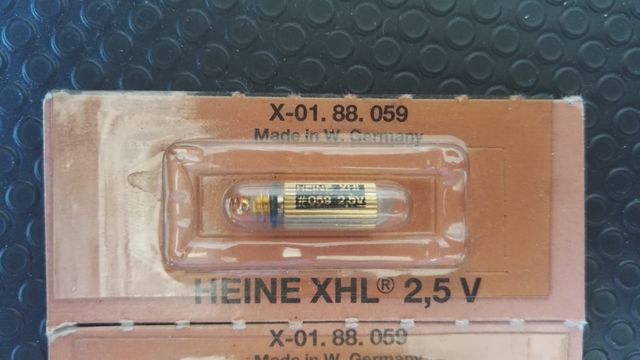 X-01. 88. 059
Made in W. Germany
HEINE XHL
#059 2,5V
HEINE XHL® 2,5 V
X-01. 88. 059
Made in W. Germany